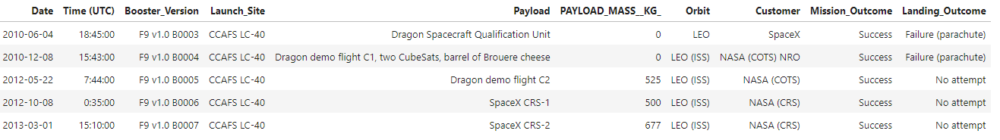 Date Time (UTC) Booster_Version Launch_Site Payload PAYLOAD_MASS__KG_ Orbit Customer Mission_Outcome Landing_Outcome
2010-06-04 18:45:00 F9 v1.0 B0003 CCAFS LC-40 Dragon Spacecraft Qualification Unit 0 LEO SpaceX Success Failure (parachute)
2010-12-08 15:43:00 F9 v1.0 B0004 CCAFS LC-40 Dragon demo flight C1, two CubeSats, barrel of Brouere cheese 0 LEO (ISS) NASA (COTS) NRO Success Failure (parachute)
2012-05-22 7:44:00 F9 v1.0 B0005 CCAFS LC-40 Dragon demo flight C2 525 LEO (ISS) NASA (COTS) Success No attempt
2012-10-08 0:35:00 F9 v1.0 B0006 CCAFS LC-40 SpaceX CRS-1 500 LEO (ISS) NASA (CRS) Success No attempt
2013-03-01 15:10:00 F9 v1.0 B0007 CCAFS LC-40 SpaceX CRS-2 677 LEO (ISS) NASA (CRS) Success No attempt